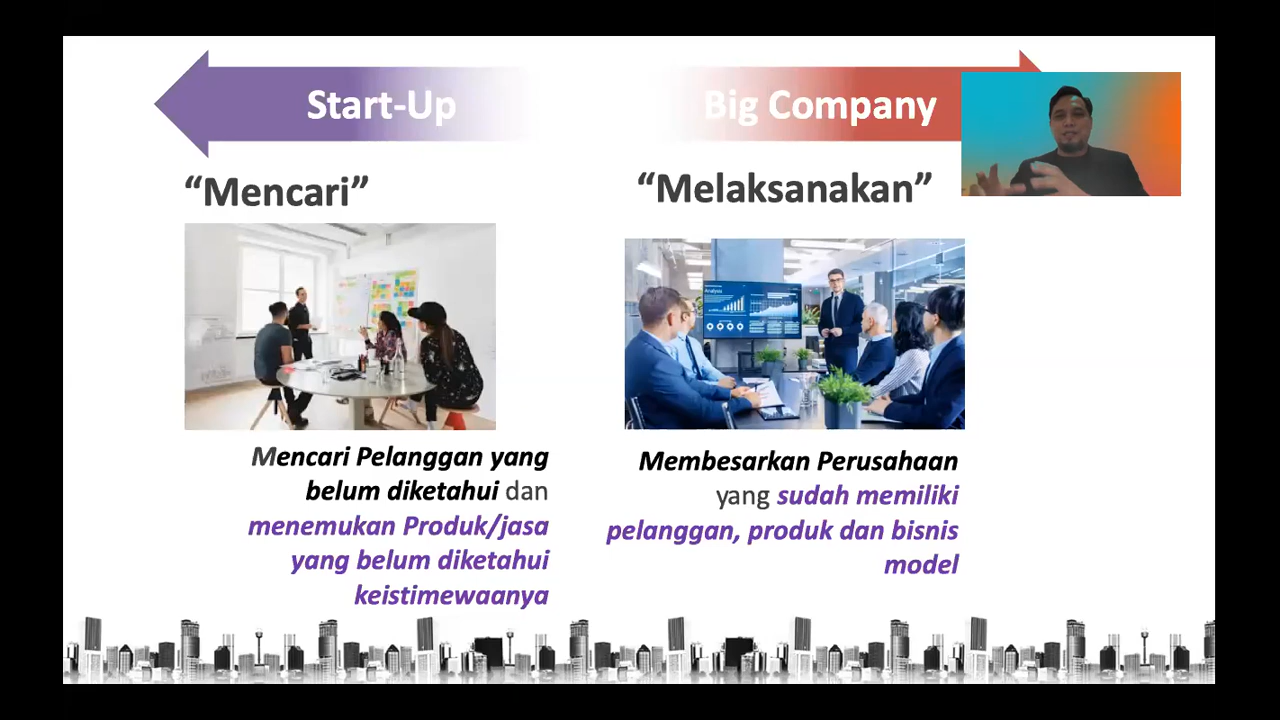 Start-Up
Big Company
“Mencari”
“Melaksanakan”
Analysis
Mencari Pelanggan yang
belum diketahui dan
menemukan Produk/jasa
yang belum diketahui
keistimewaanya
Membesarkan Perusahaan
yang sudah memiliki
pelanggan, produk dan bisnis
model